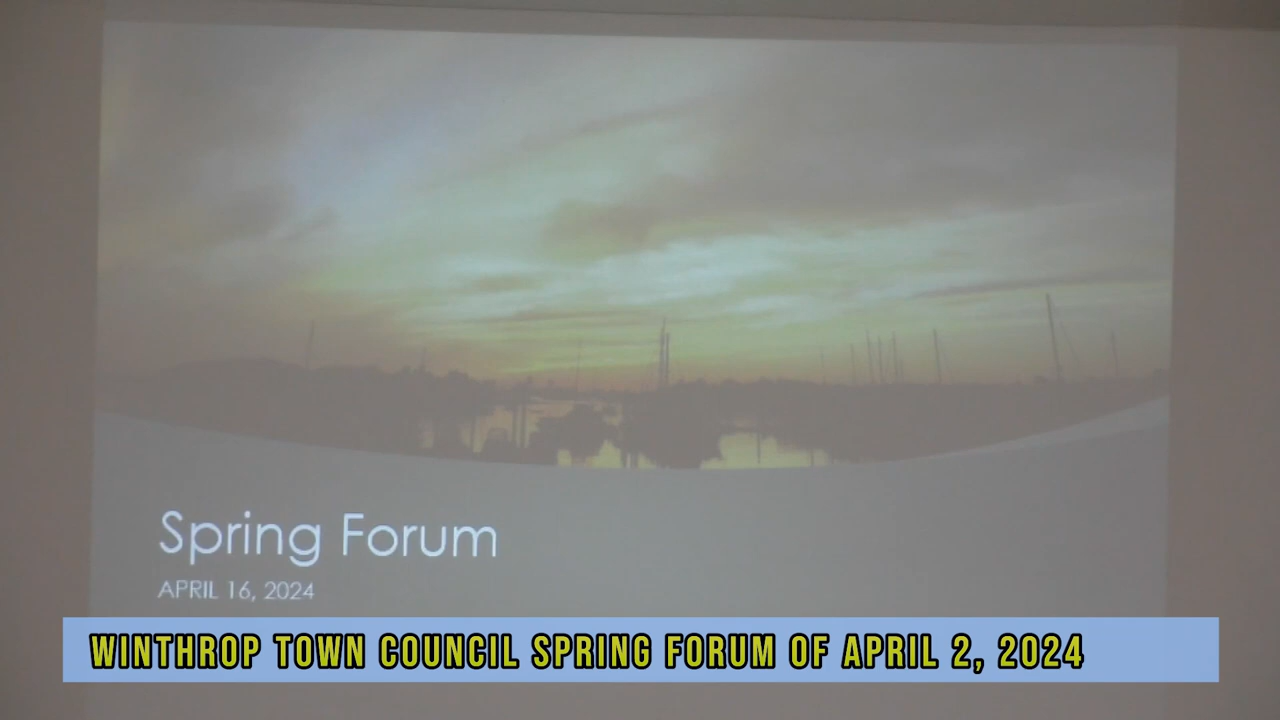 Spring Forum
APRIL 16, 2024
WINTHROP TOWN COUNCIL SPRING FORUM OF APRIL 2, 2024